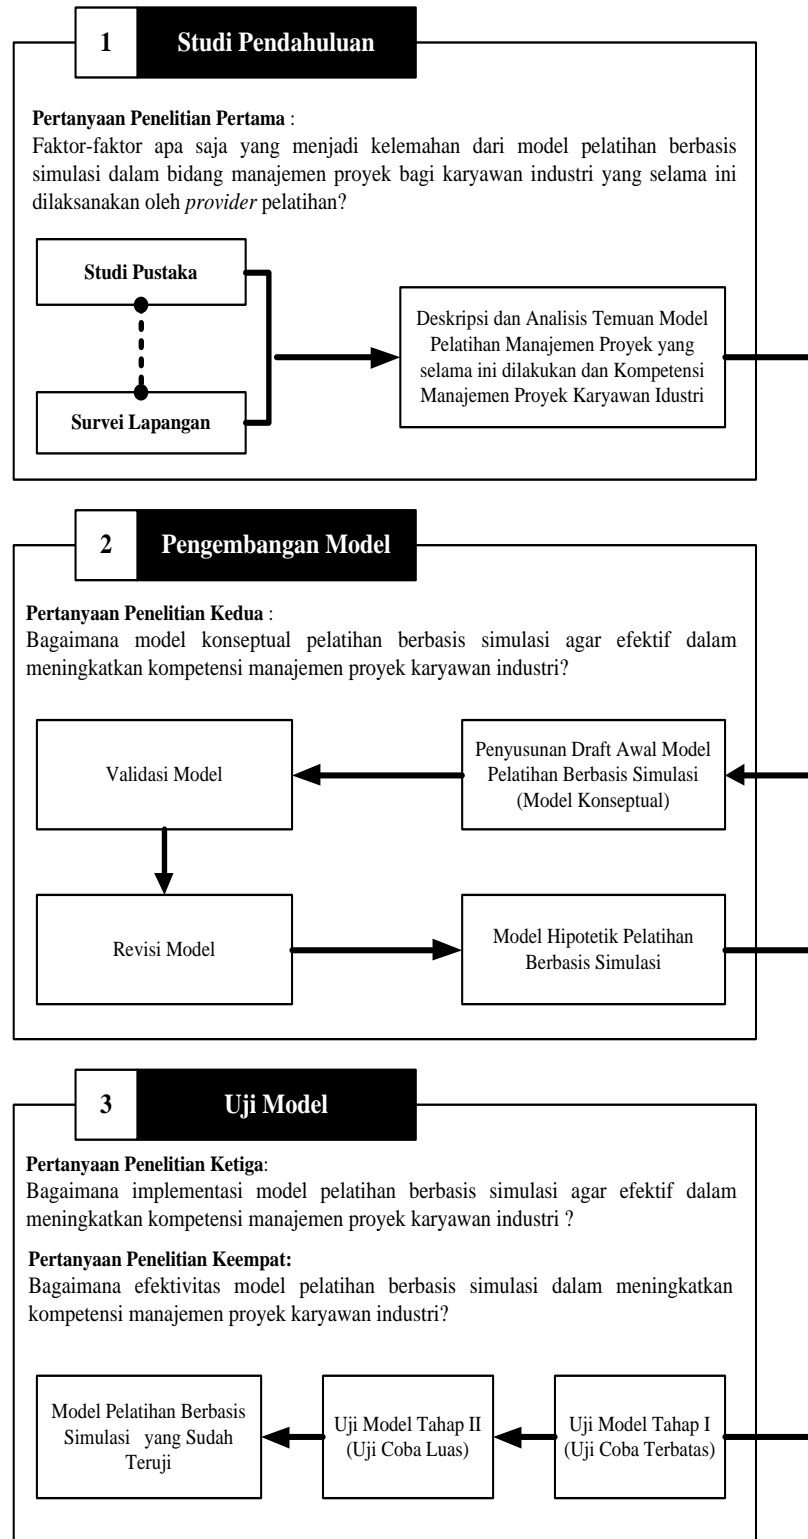 1 Studi Pendahuluan
Pertanyaan Penelitian Pertama :
Faktor-faktor apa saja yang menjadi kelemahan dari model pelatihan berbasis
simulasi dalam bidang manajemen proyek bagi karyawan industri yang selama ini
dilaksanakan oleh provider pelatihan?
Studi Pustaka
Survei Lapangan
Deskripsi dan Analisis Temuan Model
Pelatihan Manajemen Proyek yang
selama ini dilakukan dan Kompetensi
Manajemen Proyek Karyawan Idustri
2 Pengembangan Model
Pertanyaan Penelitian Kedua :
Bagaimana model konseptual pelatihan berbasis simulasi agar efektif dalam
meningkatkan kompetensi manajemen proyek karyawan industri?
Validasi Model
Penyusunan Draft Awal Model
Pelatihan Berbasis Simulasi
(Model Konseptual)
Revisi Model
Model Hipotetik Pelatihan
Berbasis Simulasi
3 Uji Model
Pertanyaan Penelitian Ketiga:
Bagaimana implementasi model pelatihan berbasis simulasi agar efektif dalam
meningkatkan kompetensi manajemen proyek karyawan industri ?
Pertanyaan Penelitian Keempat:
Bagaimana efektivitas model pelatihan berbasis simulasi dalam meningkatkan
kompetensi manajemen proyek karyawan industri?
Model Pelatihan Berbasis
Simulasi yang Sudah
Teruji
Uji Model Tahap II
(Uji Coba Luas)
Uji Model Tahap I
(Uji Coba Terbatas)